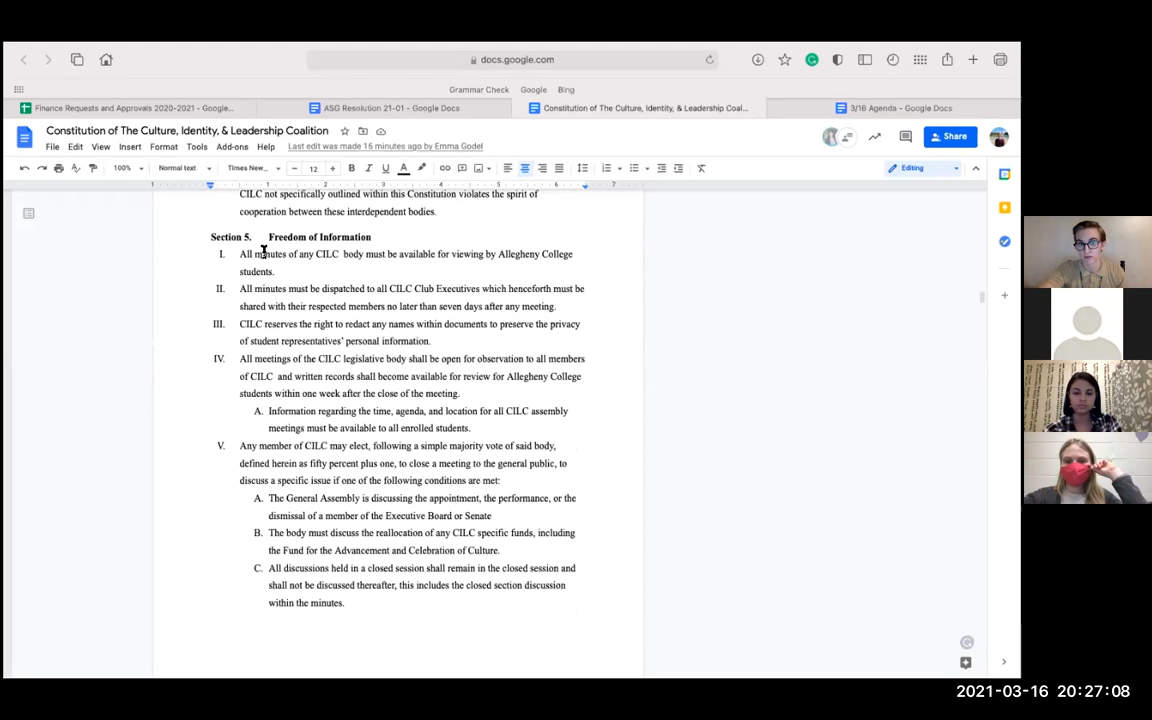 docs.google.com
Grammar Check Google Bing
Finance Requests and Approvals 2020-2021 - Google...
ASG Resolution 21-01 - Google Docs
Constitution of The Culture, Identity, & Leadership Coal...
3/16 Agenda - Google Docs
Constitution of The Culture, Identity, & Leadership Coalition
File Edit View Insert Format Tools Add-ons Help Last edit was made 16 minutes ago by Emma Godel
Share
100% Normal text Times New... 12 Editing
1 1 2 3 4 5 6 7
CILC not specifically outlined within this Constitution violates the spirit of
cooperation between these interdependent bodies.
Section 5. Freedom of Information
I. All minutes of any CILC body must be available for viewing by Allegheny College
students.
II. All minutes must be dispatched to all CILC Club Executives which henceforth must be
shared with their respected members no later than seven days after any meeting.
III. CILC reserves the right to redact any names within documents to preserve the privacy
of student representatives' personal information.
IV. All meetings of the CILC legislative body shall be open for observation to all members
of CILC and written records shall become available for review for Allegheny College
students within one week after the close of the meeting.
A. Information regarding the time, agenda, and location for all CILC assembly
meetings must be available to all enrolled students.
V. Any member of CILC may elect, following a simple majority vote of said body,
defined herein as fifty percent plus one, to close a meeting to the general public, to
discuss a specific issue if one of the following conditions are met:
A. The General Assembly is discussing the appointment, the performance, or the
dismissal of a member of the Executive Board or Senate
B. The body must discuss the reallocation of any CILC specific funds, including
the Fund for the Advancement and Celebration of Culture.
C. All discussions held in a closed session shall remain in the closed session and
shall not be discussed thereafter, this includes the closed section discussion
within the minutes.
2021-03-16 20:27:08